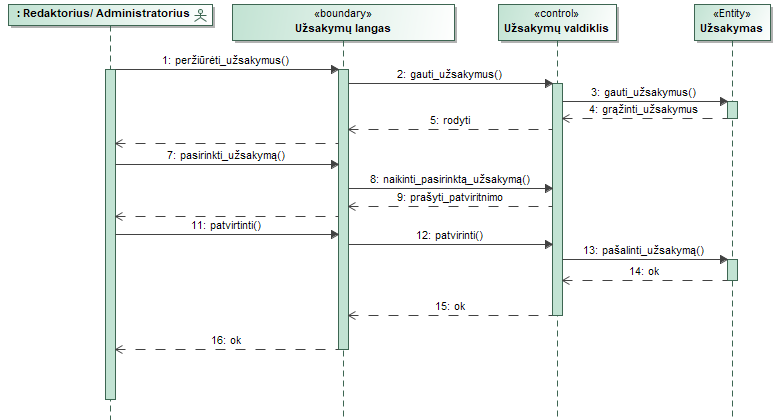 : Redaktorius/ Administratorius
«boundary»
Užsakymų langas
«control»
Užsakymų valdiklis
«Entity»
Užsakymas
1: peržiūrėti_užsakymus()
2: gauti_užsakymus()
3: gauti_užsakymus()
4: grąžinti_užsakymus
5: rodyti
7: pasirinkti_užsakymą()
8: naikinti_pasirinktą_užsakymą()
9: prašyti_patviritnimo
11: patvirtinti()
12: patvirinti()
13: pašalinti_užsakymą()
14: ok
15: ok
16: ok